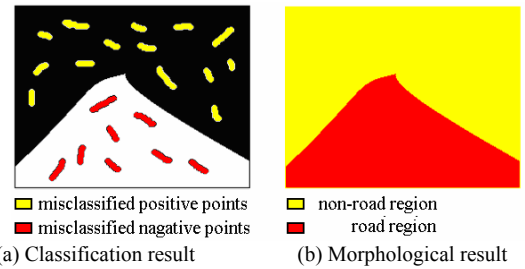 misclassified positive points
misclassified nagative points
non-road region
road region
(a) Classification result
(b) Morphological result